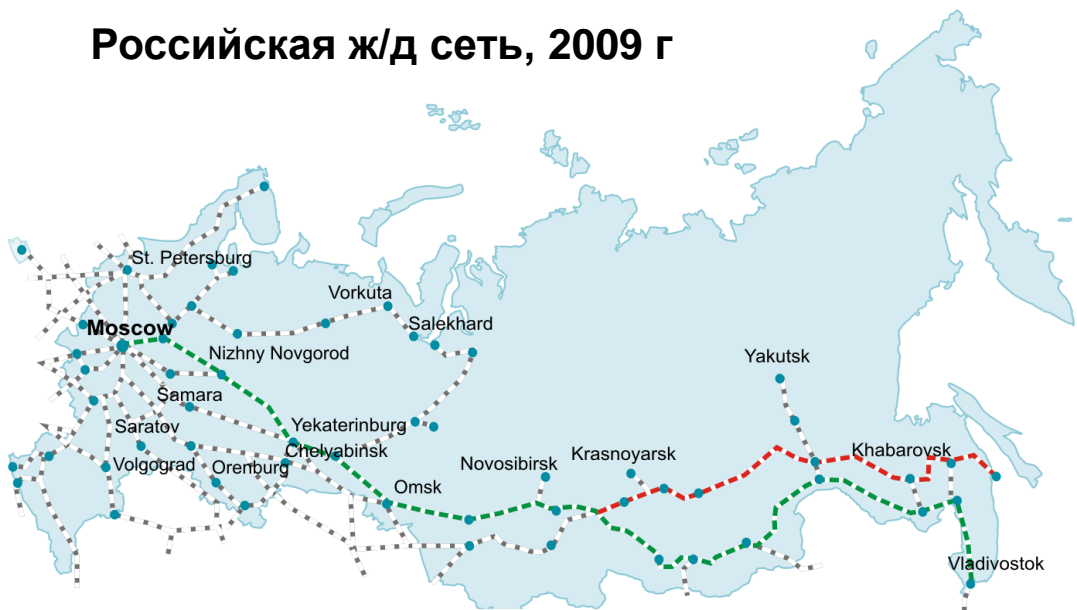 Российская ж/д сеть, 2009 г
St. Petersburg
Vorkuta
Moscow
Salekhard
Nizhny Novgorod
Yakutsk
Samara
Saratov
Yekaterinburg
Chelyabinsk
Khabarovsk
Volgograd
Orenburg
Novosibirsk
Krasnoyarsk
Omsk
Vladivostok